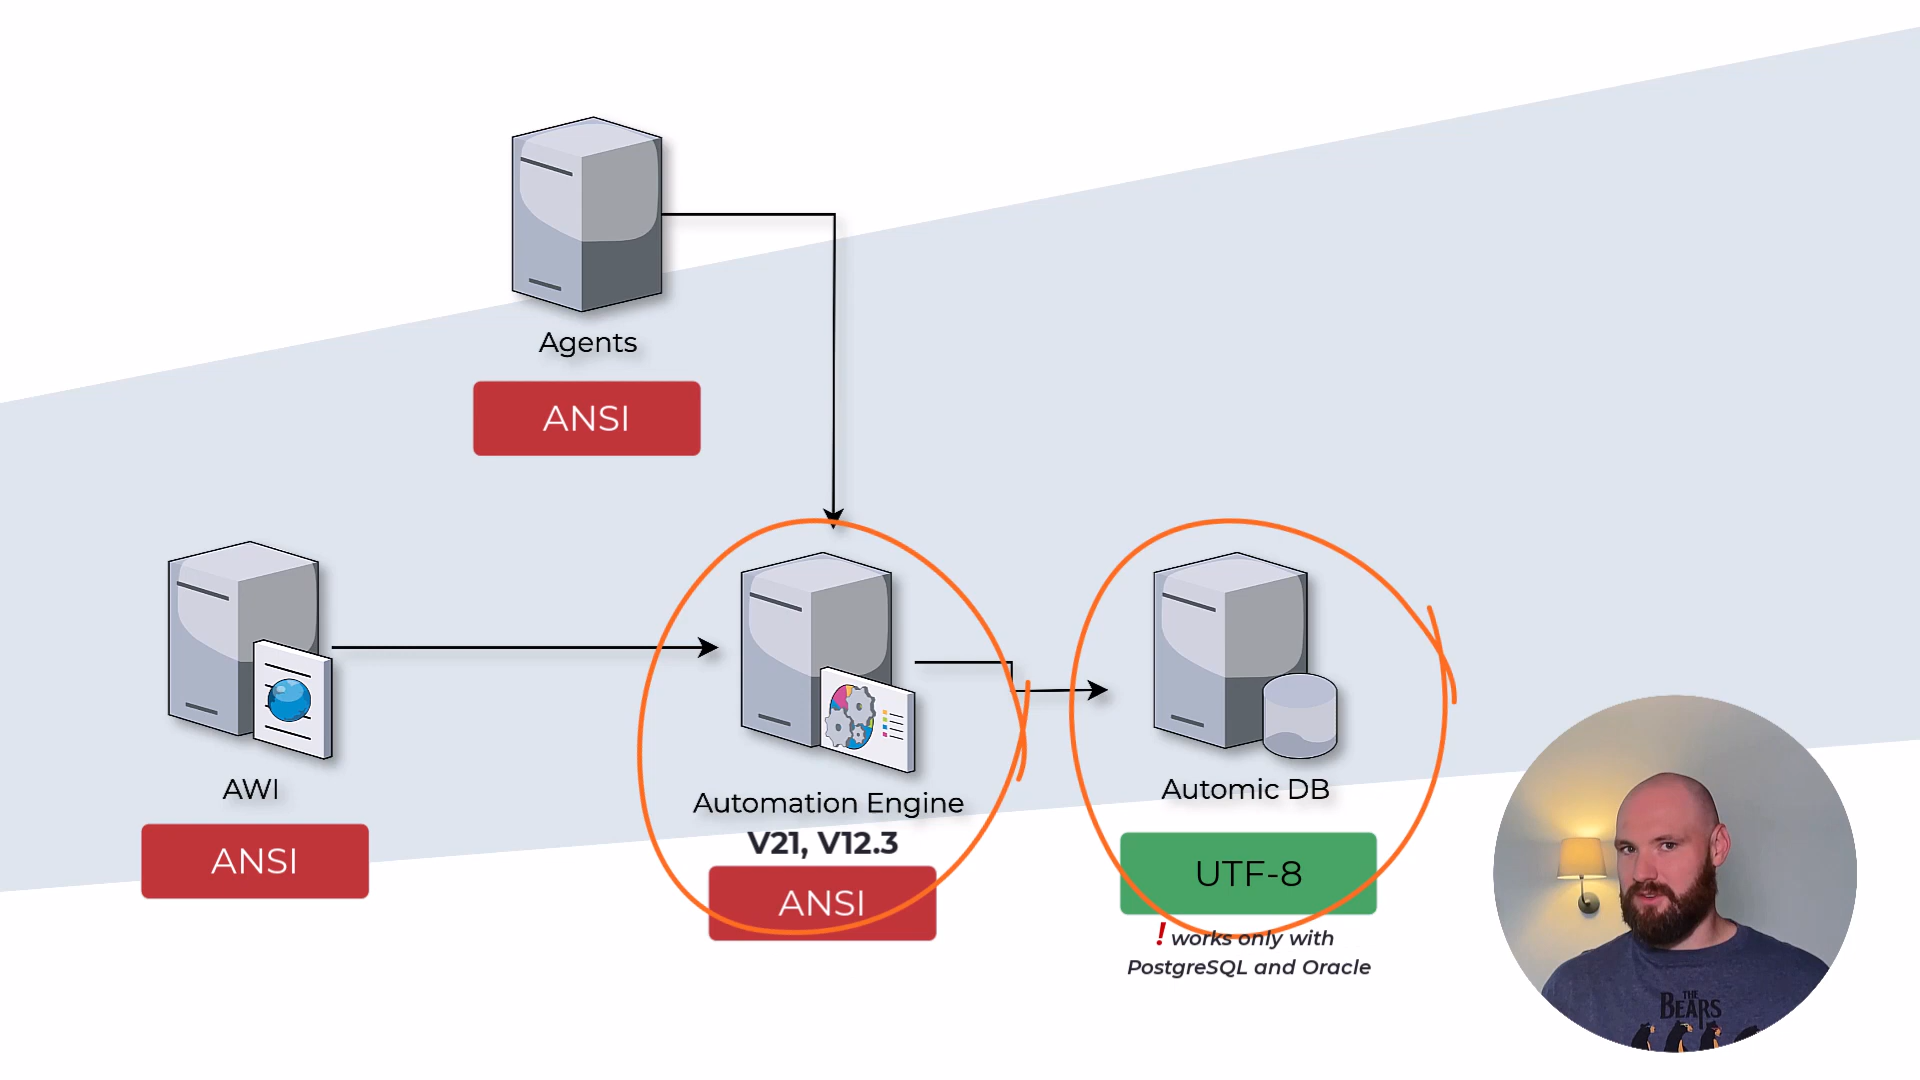 Agents
ANSI
AWI
ANSI
Automation Engine
V21, V12.3
ANSI
Automic DB
UTF-8
! works only with
PostgreSQL and Oracle
THE
BEARS